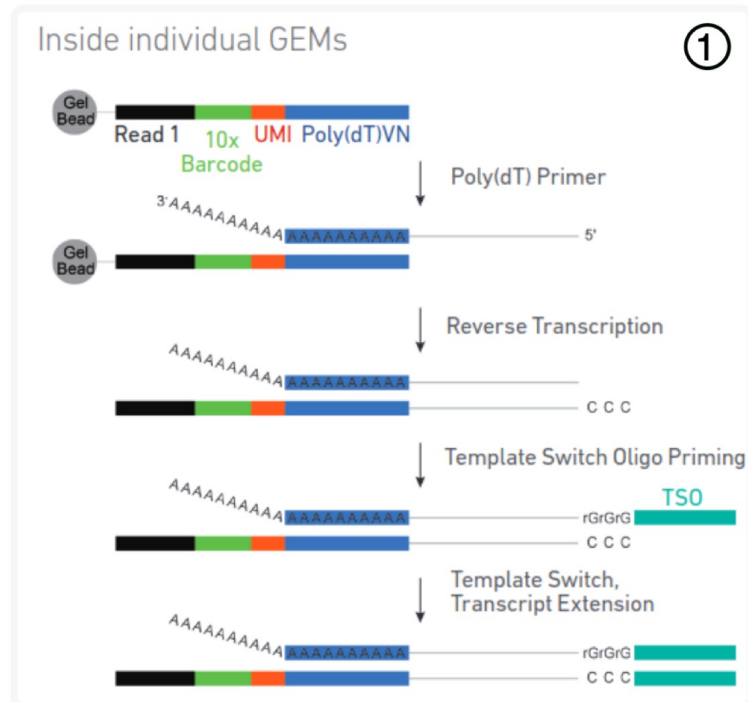 Inside individual GEMs
①
Gel
Bead
Read 1
10x
Barcode
UMI
Poly(dT)VN
Poly(dT) Primer
3'AAAAAAAAAA
AAAAAAAAAA
5'
Gel
Bead
Reverse Transcription
AAAAAAAAAA
AAAAAAAAAA
C C C
Template Switch Oligo Priming
TSO
AAAAAAAAAA
AAAAAAAAAA
rGrGrG
C C C
Template Switch,
Transcript Extension
AAAAAAAAAA
AAAAAAAAAA
rGrGrG
C C C